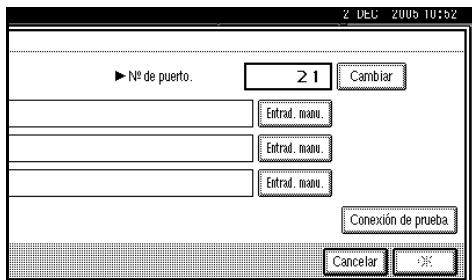 2 DEC 2005 10:52
►Nº de puerto. 21 Cambiar
Entrad. manu.
Entrad. manu.
Entrad. manu.
Conexión de prueba
Cancelar OK